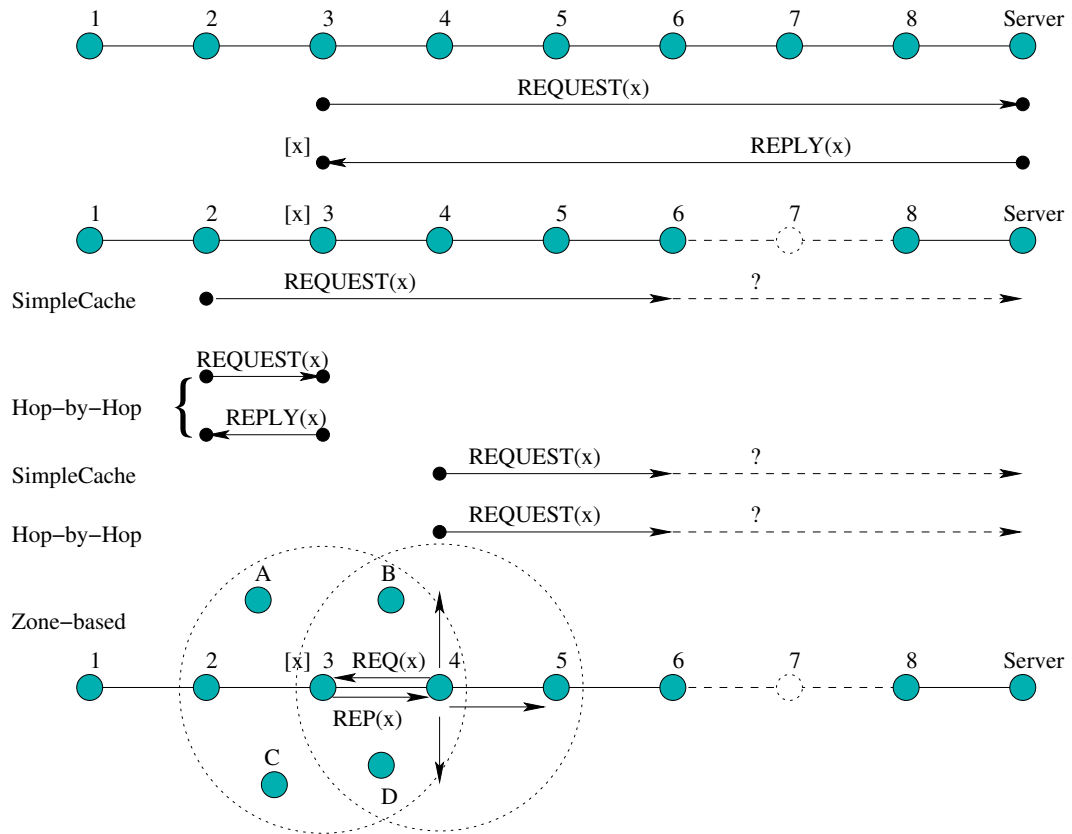 1 2 3 4 5 6 7 8 Server
REQUEST(x)
[x] REPLY(x)
1 2 [x] 3 4 5 6 7 8 Server
SimpleCache REQUEST(x) ?
REQUEST(x)
Hop−by−Hop {
REPLY(x)
SimpleCache REQUEST(x) ?
Hop−by−Hop REQUEST(x) ?
A B
Zone−based
1 2 [x] 3 REQ(x) 4 5 6 7 8 Server
REP(x)
C D